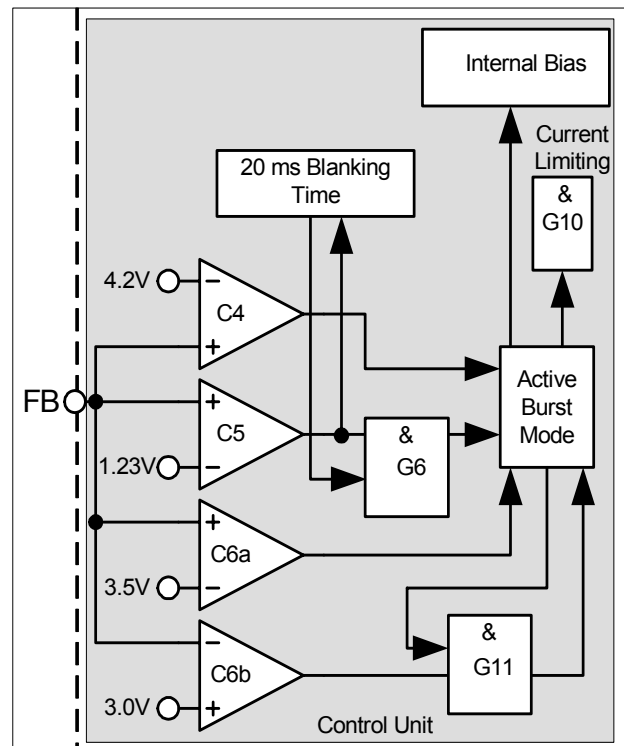 Internal Bias
Current
Limiting
20 ms Blanking
Time
&
G10
4.2V
−
C4
+
Active
Burst
Mode
FB
+
C5
−
1.23V
&
G6
+
C6a
−
3.5V
−
C6b
+
3.0V
&
G11
Control Unit